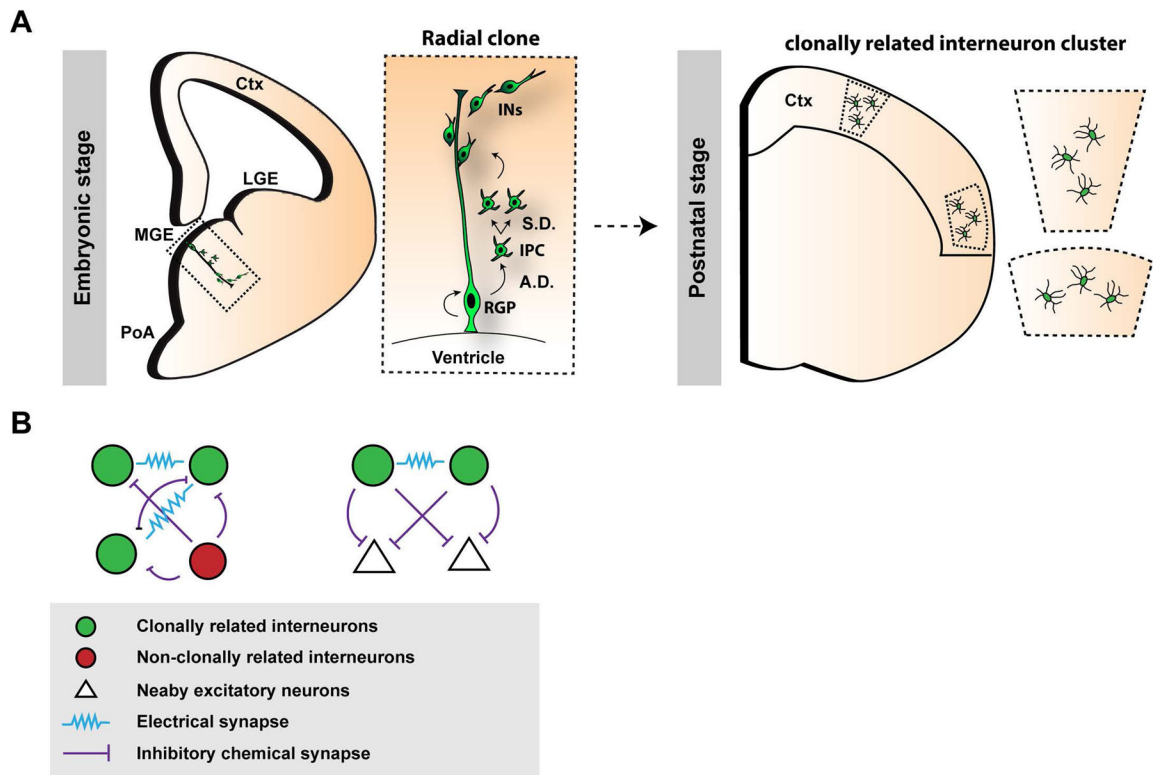 A
Embryonic stage
Ctx
LGE
MGE
PoA
Radial clone
INs
S.D.
IPC
A.D.
RGP
Ventricle
Postnatal stage
clonally related interneuron cluster
Ctx
B
Clonally related interneurons
Non-clonally related interneurons
Neaby excitatory neurons
Electrical synapse
Inhibitory chemical synapse